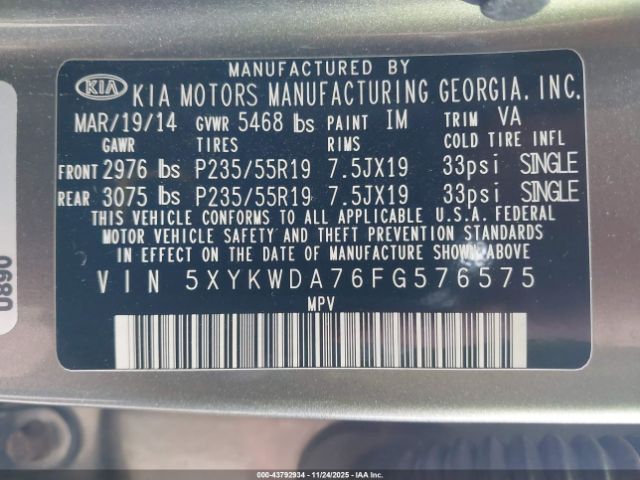 MANUFACTURED BY
KIA KIA MOTORS MANUFACTURING GEORGIA. INC.
MAR/19/14 GVWR 5468 lbs PAINT IM TRIM VA
GAWR TIRES RIMS COLD TIRE INFL
FRONT 2976 lbs P235/55R19 7.5JX19 33psi SINGLE
REAR 3075 lbs P235/55R19 7.5JX19 33psi SINGLE
THIS VEHICLE CONFORMS TO ALL APPLICABLE U.S.A. FEDERAL
MOTOR VEHICLE SAFETY AND THEFT PREVENTION STANDARDS
IN EFFECT ON THE DATE OF MANUFACTURE SHOWN ABOVE.
VIN 5XYKWDA76FG576575
MPV
0890
000-43792934 - 11/24/2025 - IAA Inc.